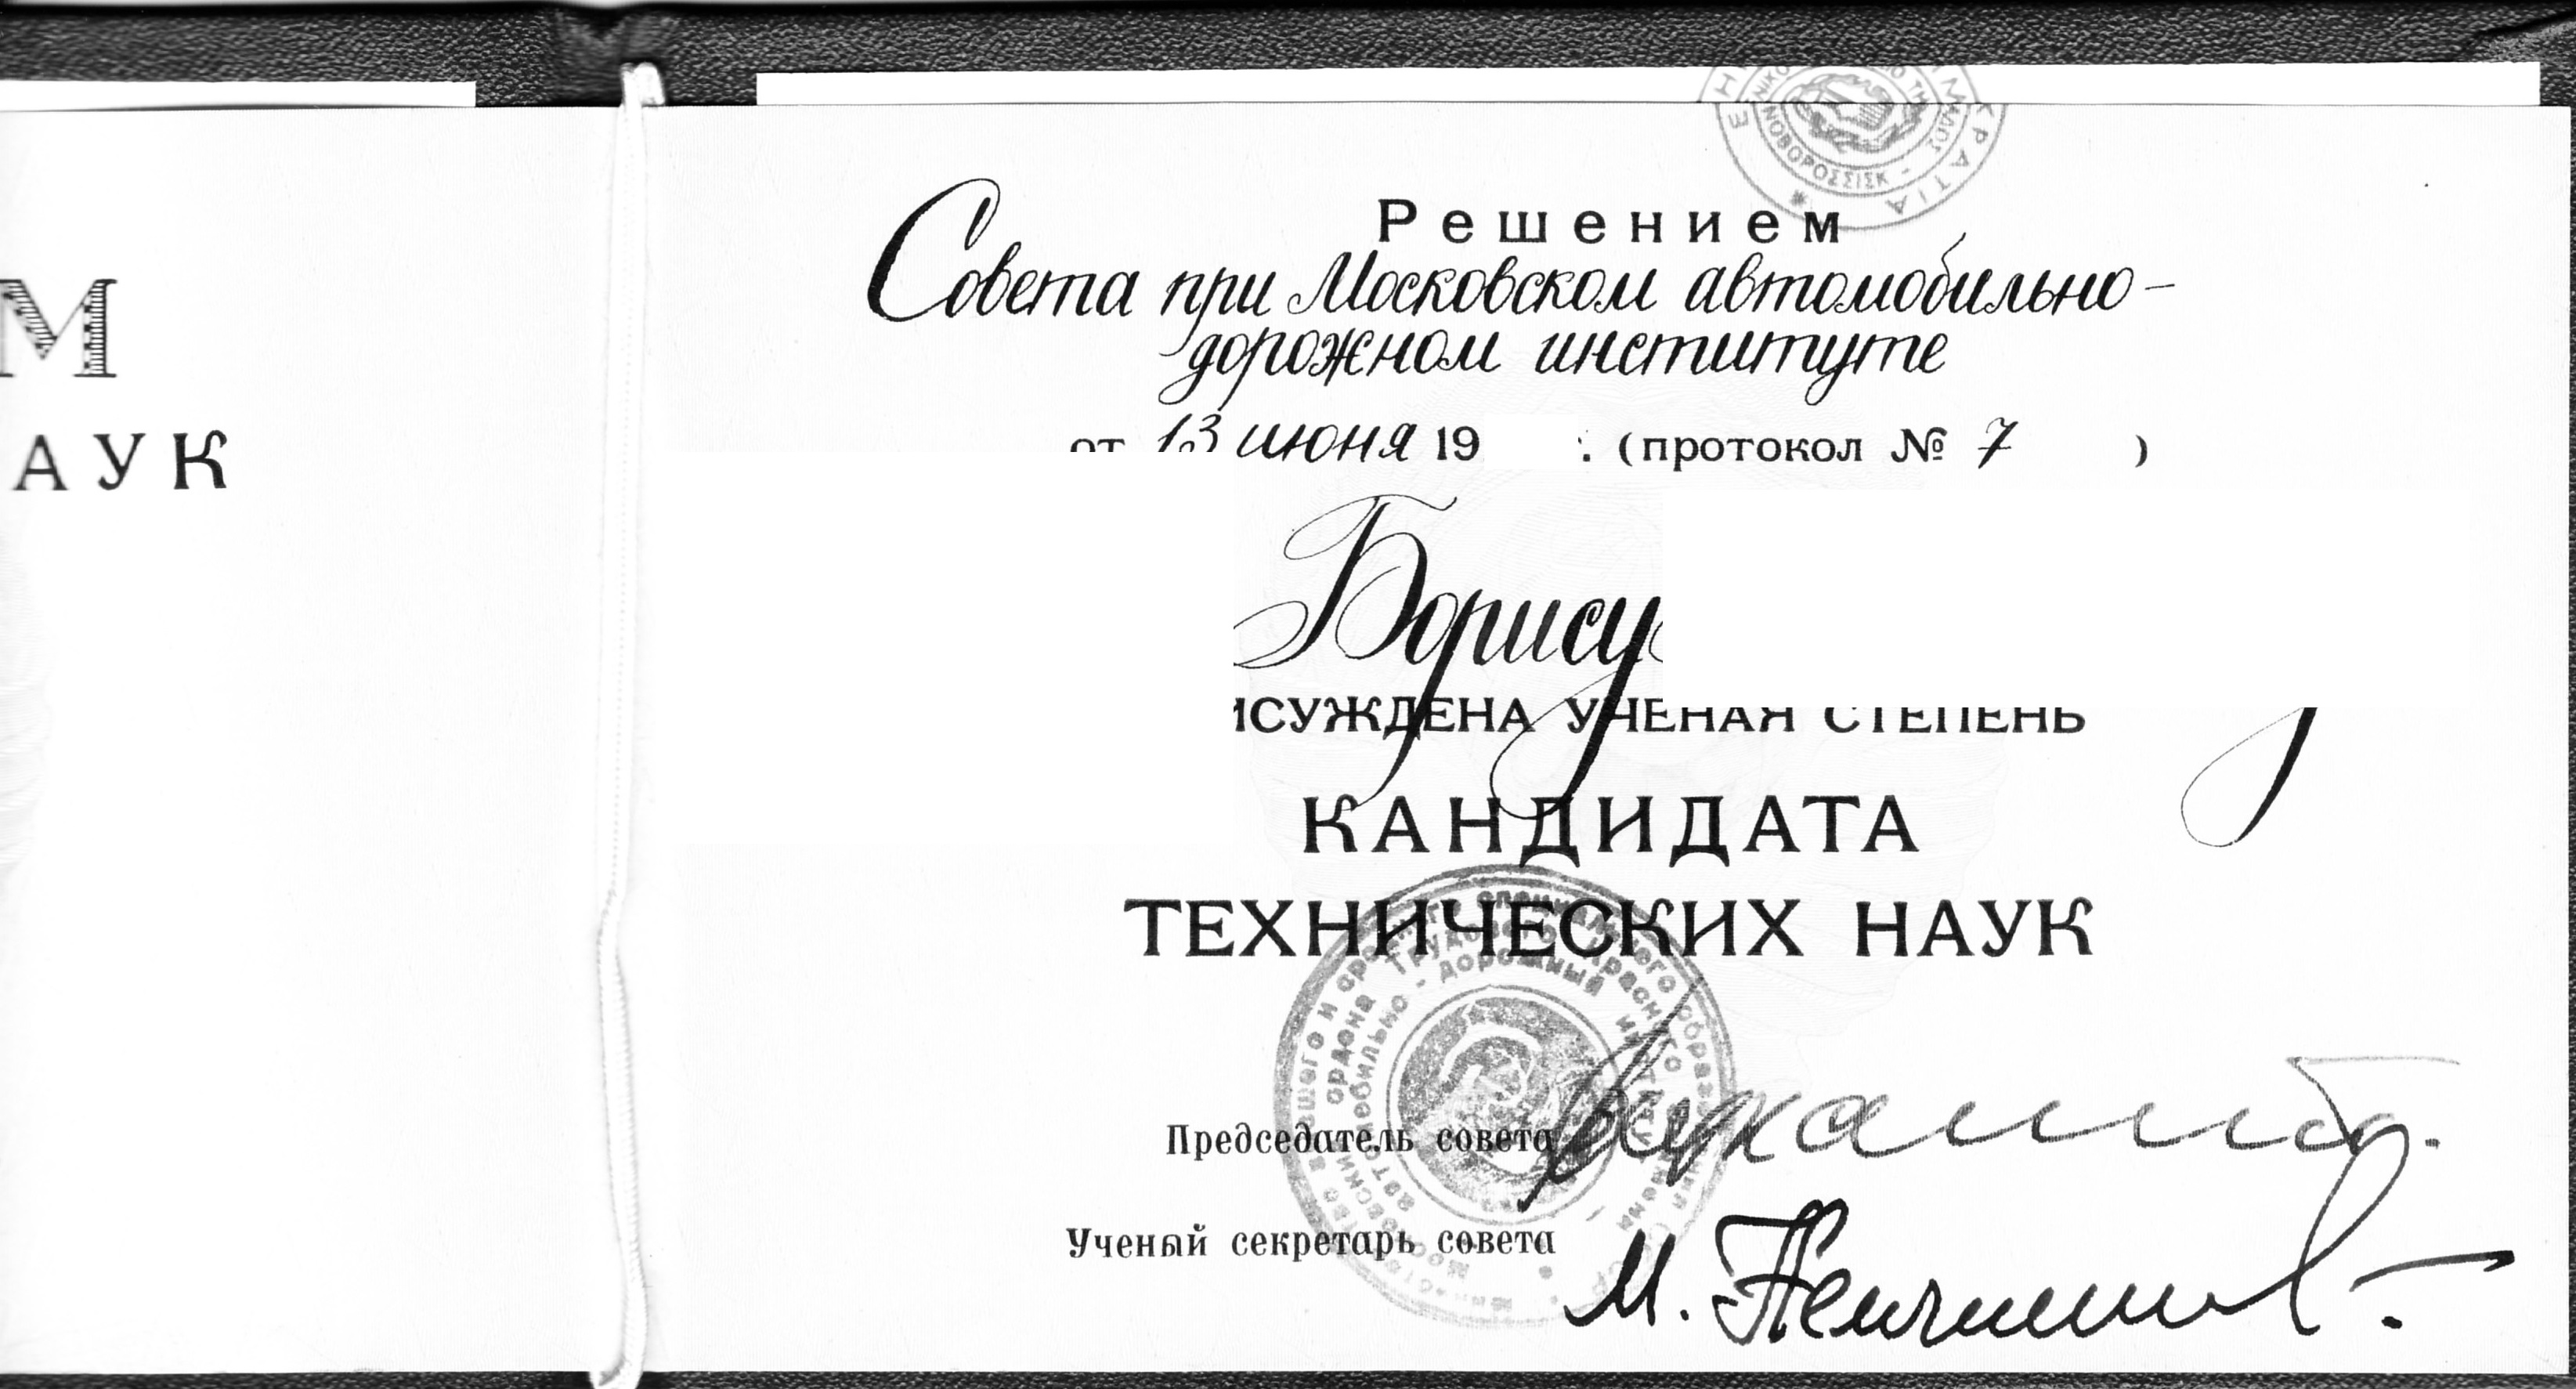 М
АУК
Решением
Совета при Московском автомобильно-
дорожном институте
от 13 июня 19 г. (протокол № 7 )
Борису
ИСУЖДЕНА УЧЕНАЯ СТЕПЕНЬ
КАНДИДАТА
ТЕХНИЧЕСКИХ НАУК
Председатель совета
Ученый секретарь совета
М.
ΝΟΒΟΡΟΣΣΙΣΚ